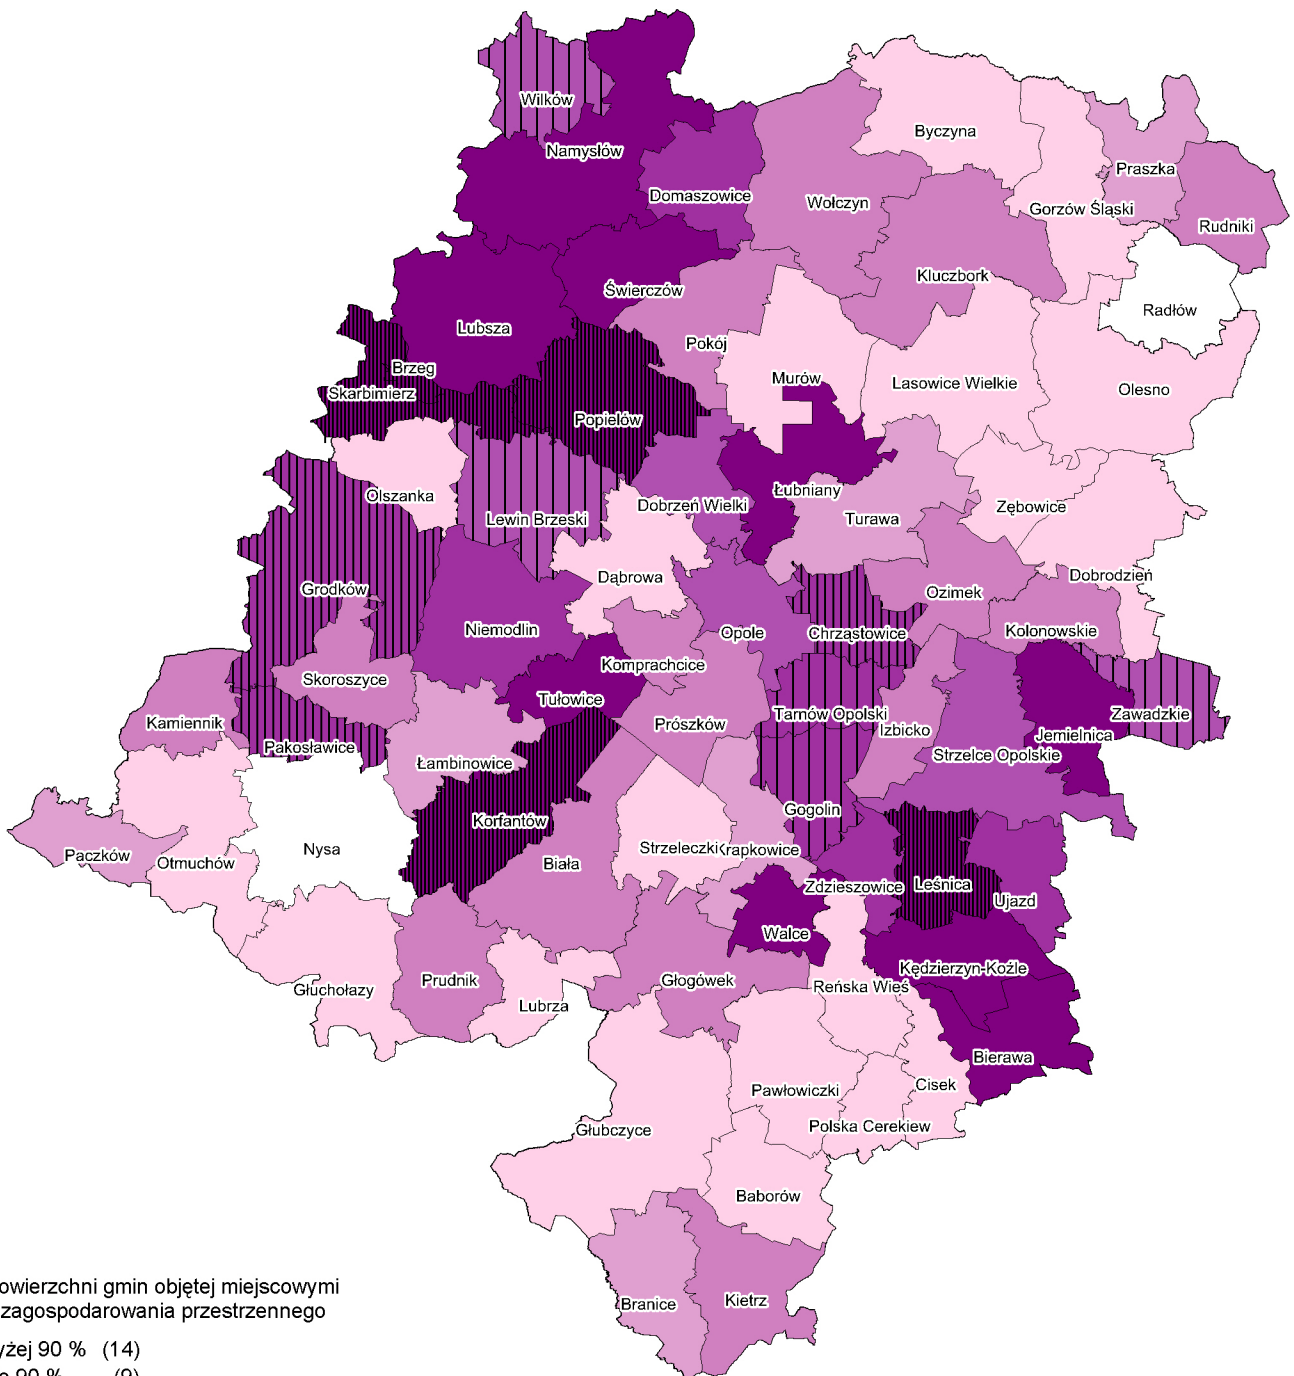 Wilków
Namysłów
Domaszowice
Wołczyn
Byczyna
Praszka
Gorzów Śląski
Rudniki
Kluczbork
Świerczów
Radłów
Lubsza
Pokój
Brzeg
Skarbimierz
Murów
Lasowice Wielkie
Olesno
Popielów
Olszanka
Łubniany
Dobrzeń Wielki
Zębowice
Lewin Brzeski
Turawa
Dąbrowa
Dobrodzień
Grodków
Ozimek
Niemodlin
Opole
Chrząstowice
Kolonowskie
Komprachcice
Skoroszyce
Tułowice
Kamiennik
Prószków
Tarnów Opolski
Izbicko
Zawadzkie
Jemielnica
Pakosławice
Strzelce Opolskie
Łambinowice
Gogolin
Korfantów
Nysa
Strzeleczki
Krapkowice
Paczków
Otmuchów
Biała
Zdzieszowice
Leśnica
Ujazd
Walce
Kędzierzyn-Koźle
Prudnik
Głogówek
Reńska Wieś
Głuchołazy
Lubrza
Bierawa
Cisek
Pawłowiczki
Polska Cerekiew
Głubczyce
Baborów
Branice
Kietrz
owierzchni gmin objętej miejscowymi
zagospodarowania przestrzennego
yżej 90 % (14)
90 % (9)